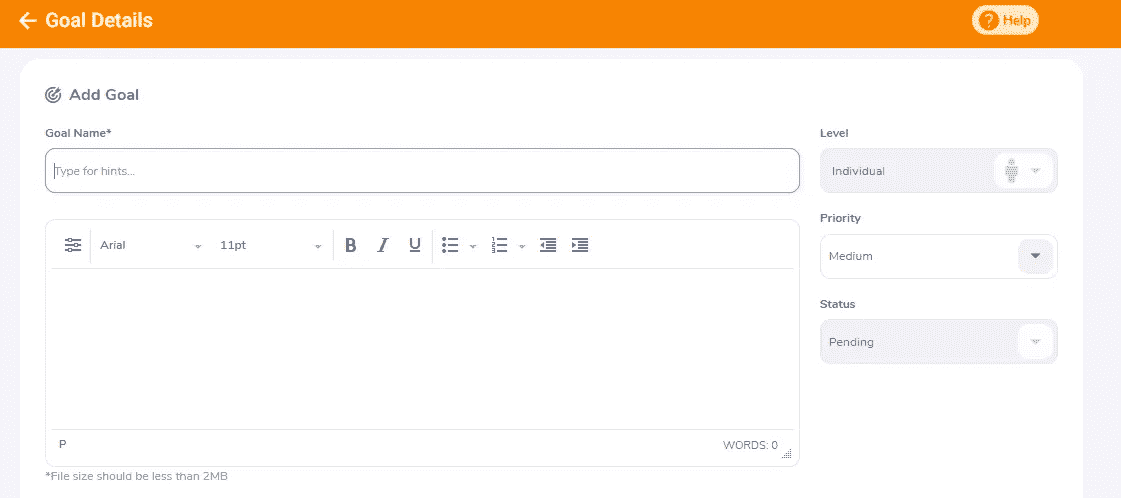 Goal Details
? Help
Add Goal
Goal Name*
Type for hints...
Level
Individual
Priority
Medium
Status
Pending
Arial
11pt
B I U
P
WORDS: 0
*File size should be less than 2MB